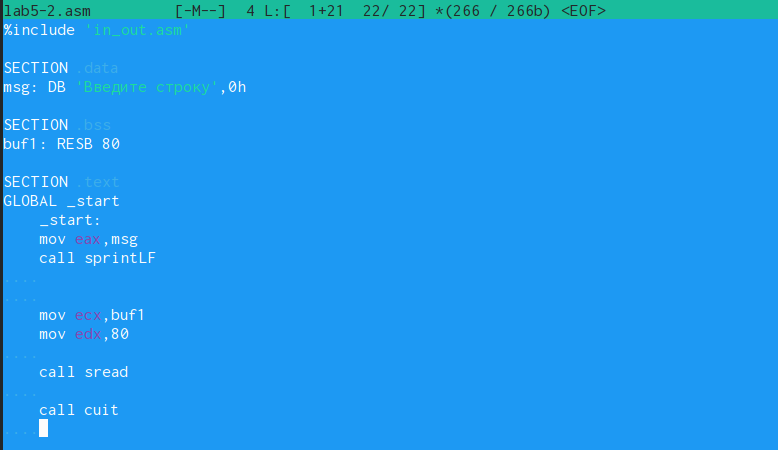 lab5-2.asm [-M--] 4 L:[ 1+21 22/ 22] *(266 / 266b) <EOF>
%include 'in_out.asm'
SECTION .data
msg: DB 'Введите строку',0h
SECTION .bss
buf1: RESB 80
SECTION .text
GLOBAL _start
_start:
mov eax,msg
call sprintLF
....
....
mov ecx,buf1
mov edx,80
....
call sread
....
call cuit
....